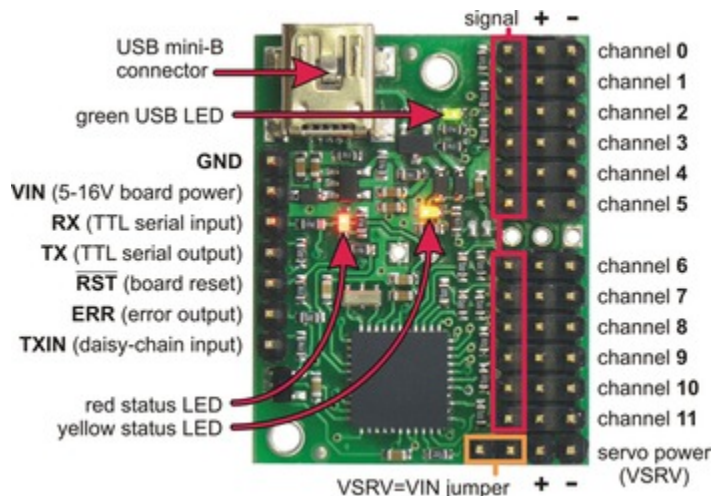 signal + −
USB mini-B
connector
green USB LED
GND
VIN (5-16V board power)
RX (TTL serial input)
TX (TTL serial output)
RST (board reset)
ERR (error output)
TXIN (daisy-chain input)
red status LED
yellow status LED
channel 0
channel 1
channel 2
channel 3
channel 4
channel 5
channel 6
channel 7
channel 8
channel 9
channel 10
channel 11
servo power
(VSRV)
VSRV=VIN jumper + −